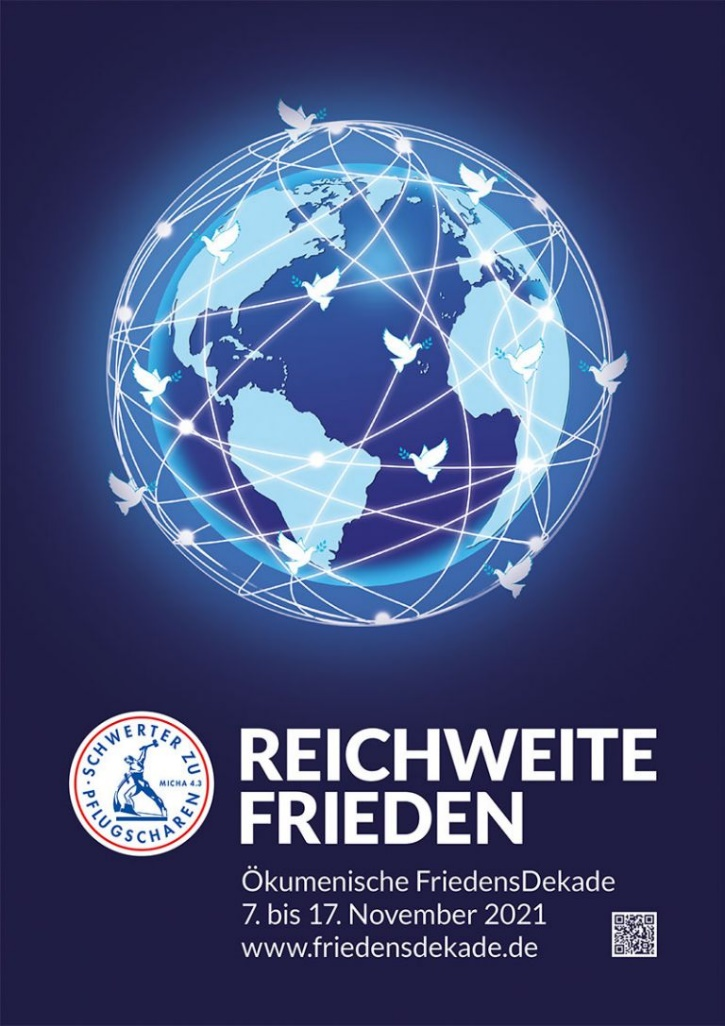 SCHWERTER ZU
PFLUGSCHAREN
MICHA 4.3
REICHWEITE
FRIEDEN
Ökumenische FriedensDekade
7. bis 17. November 2021
www.friedensdekade.de